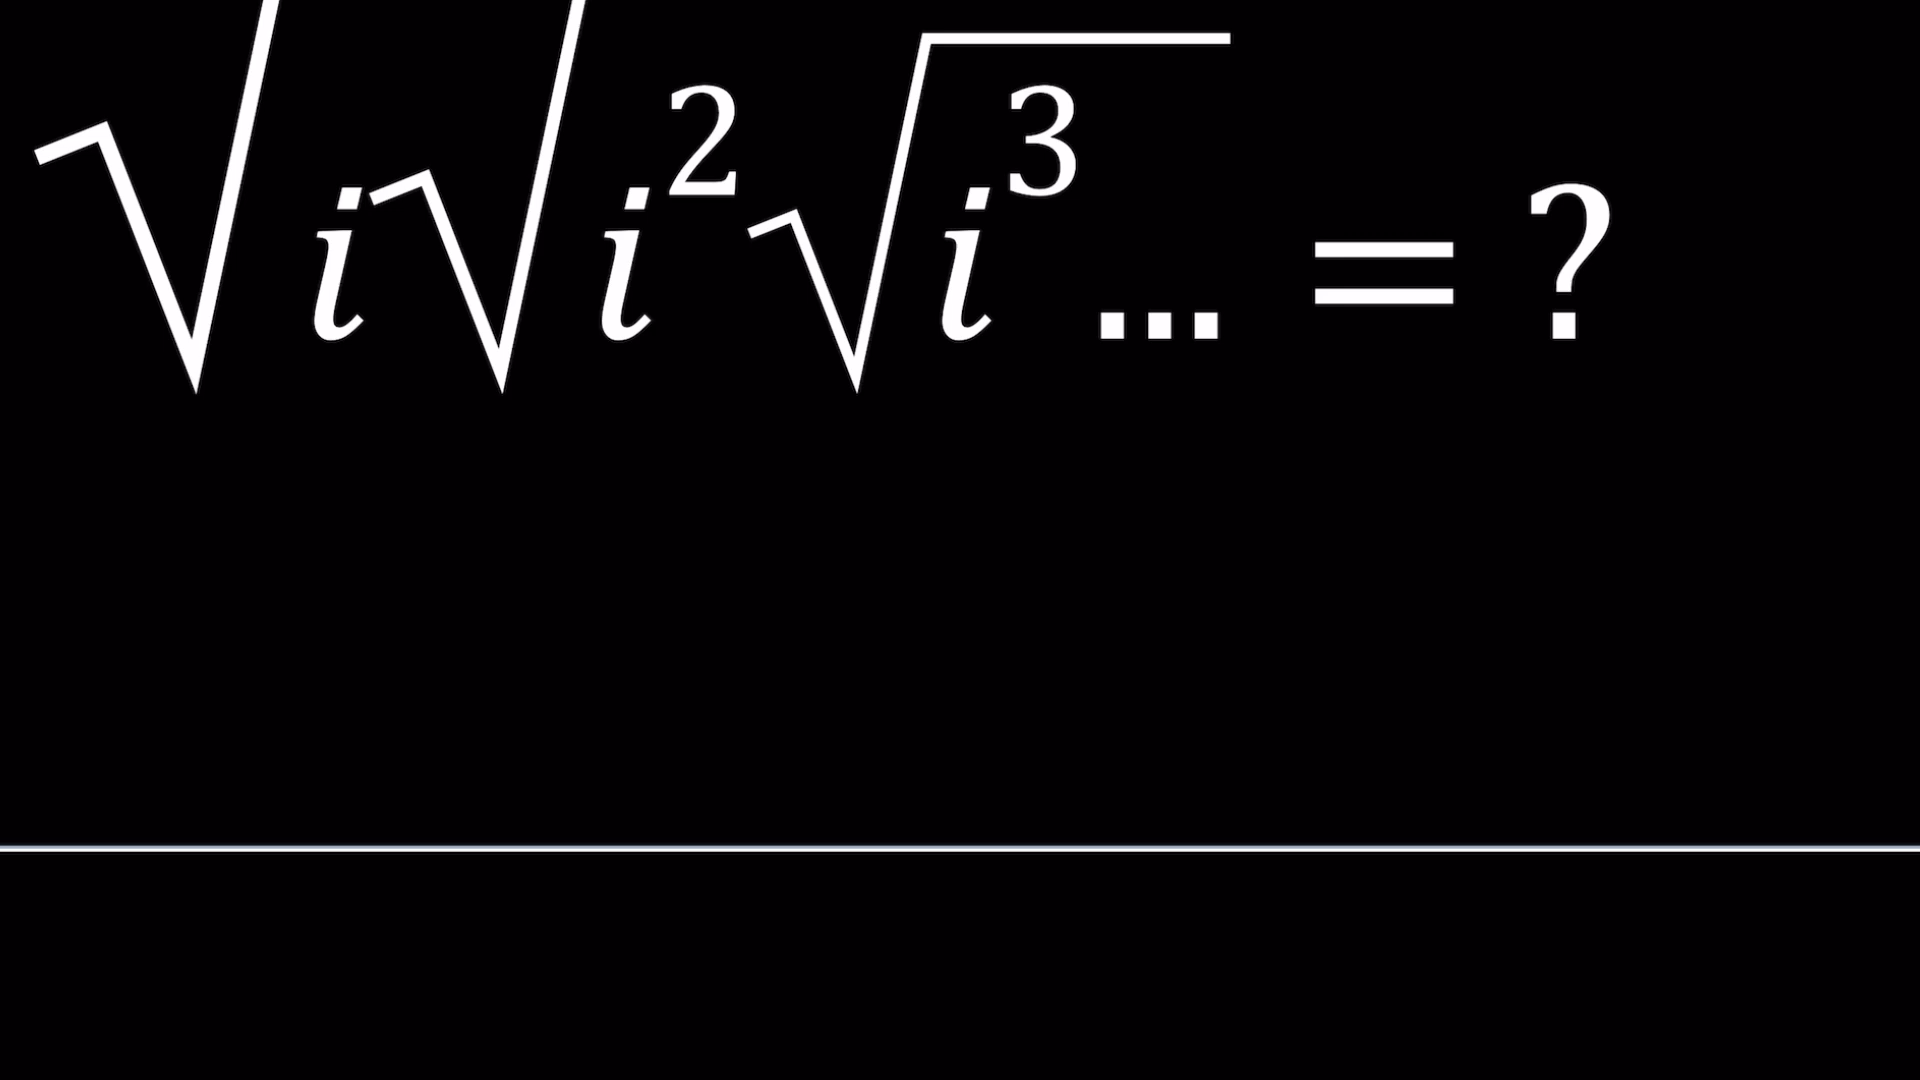 √i√i²√i³... = ?